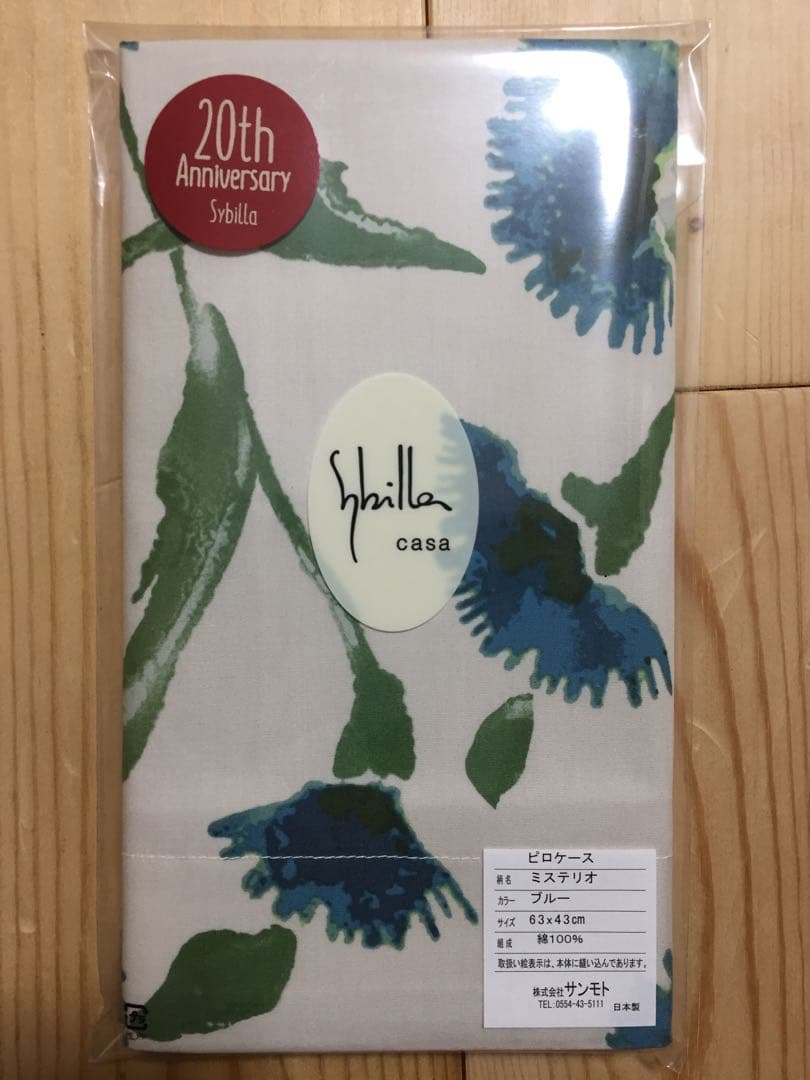 20th
Anniversary
Sybilla
Sybilla
casa
ピロケース
柄名 ミステリオ
カラー ブルー
サイズ 63x43㎝
組成 綿100%
取扱い絵表示は、本体に縫い込んであります。
株式会社サンモト
TEL:0554-43-5111 日本製